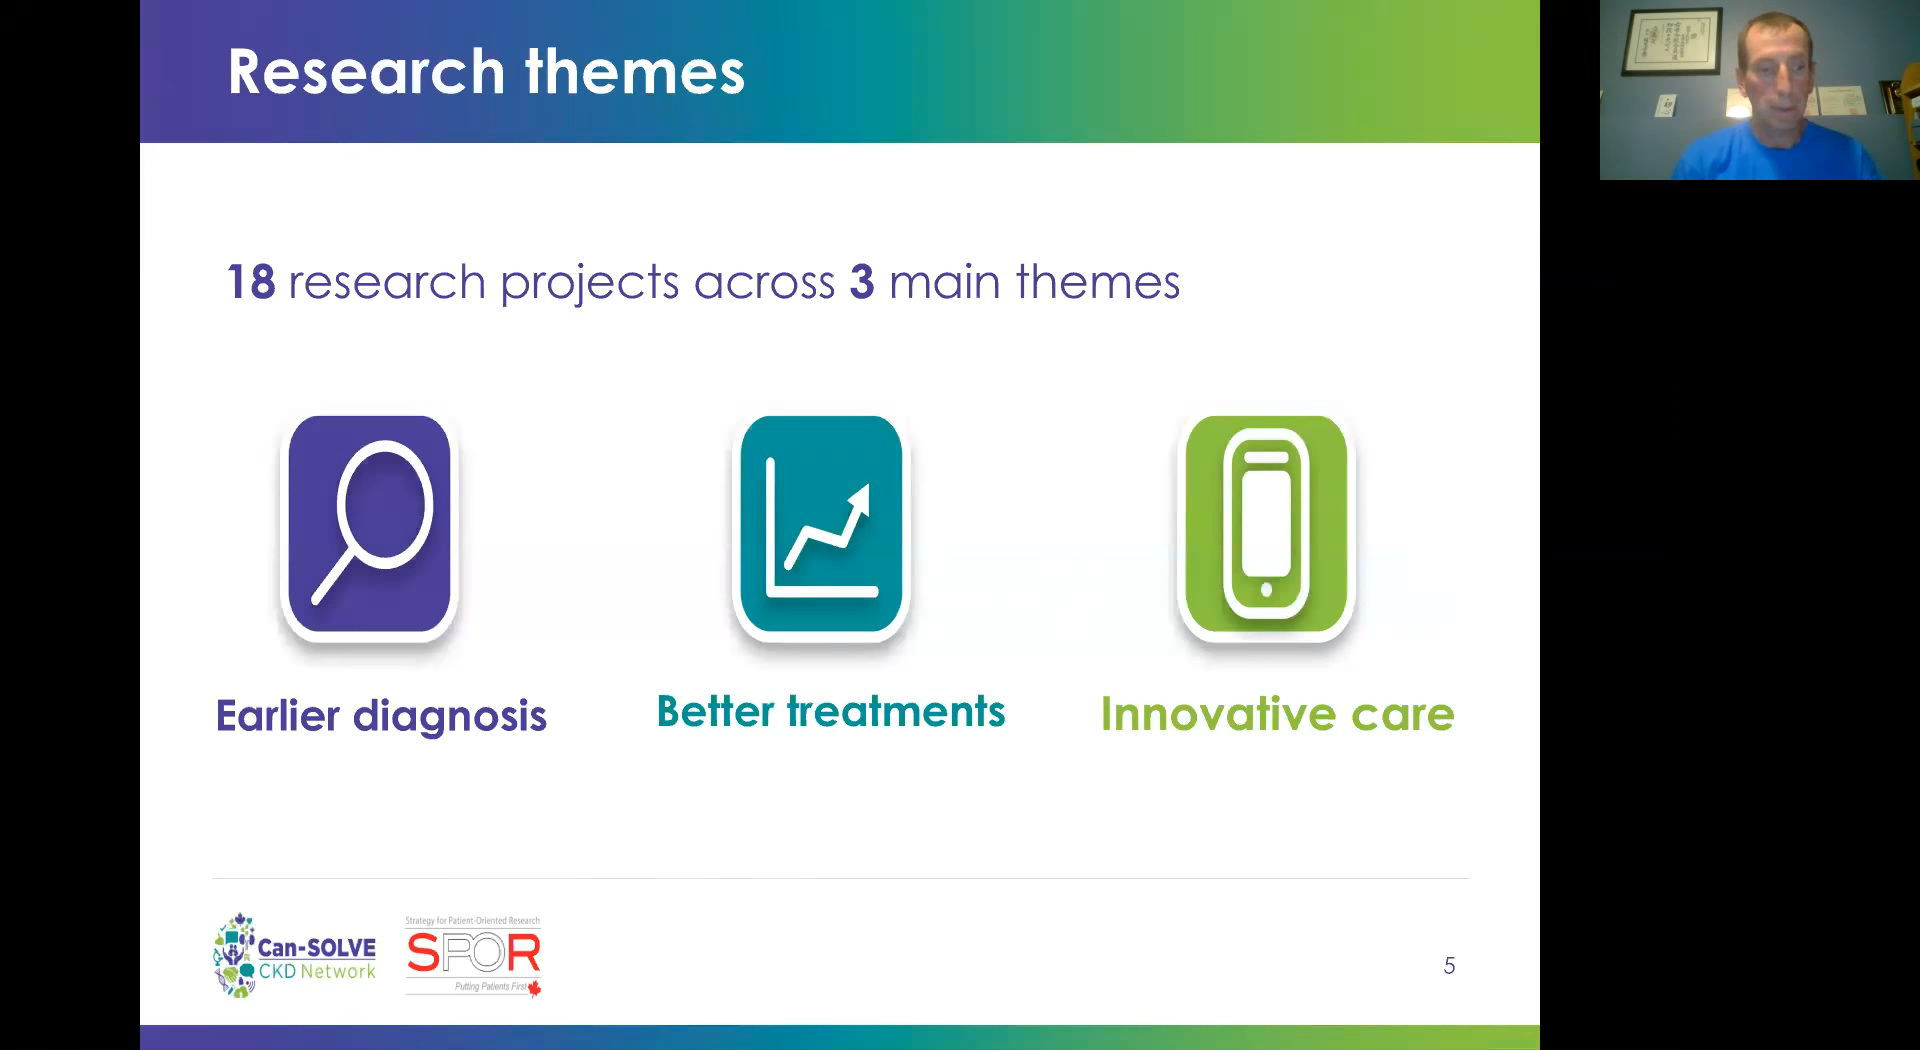 Research themes
18 research projects across 3 main themes
Earlier diagnosis
Better treatments
Innovative care
Can-SOLVE
CKD Network
Strategy for Patient-Oriented Research
SPOR
Putting Patients First
5